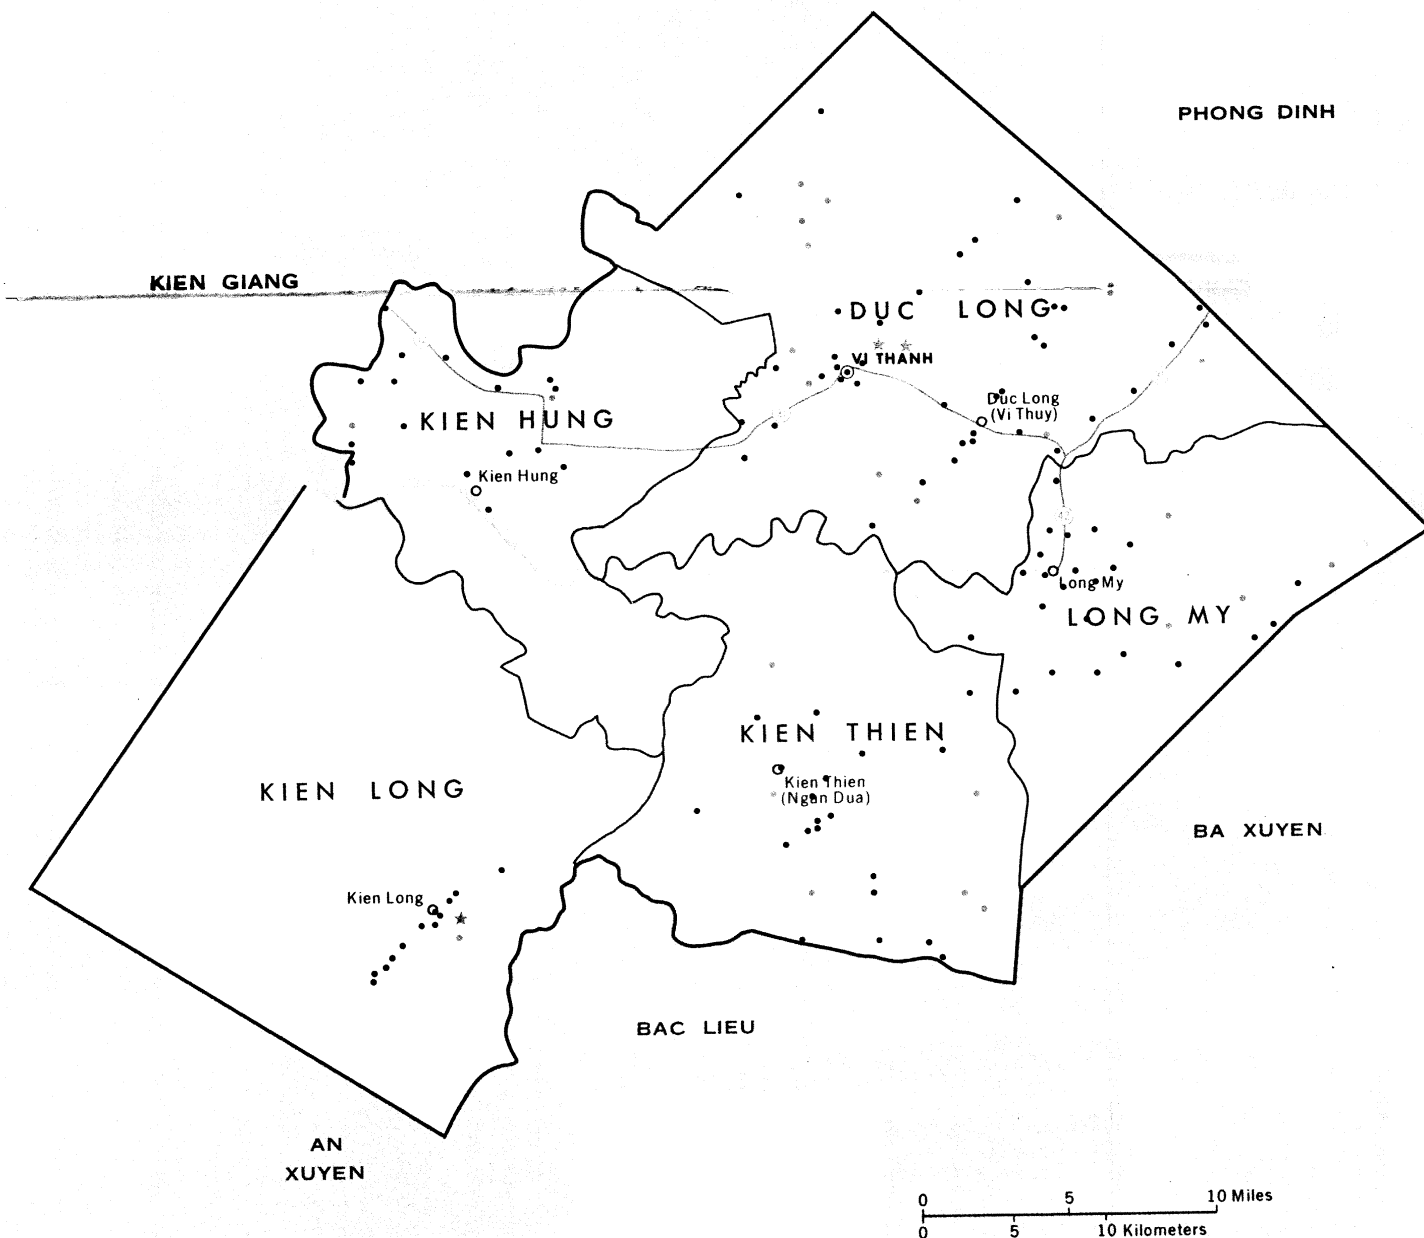 PHONG DINH
KIEN GIANG
DUC LONG
VI THANH
Duc Long
(Vi Thuy)
KIEN HUNG
Kien Hung
Long My
LONG MY
KIEN THIEN
Kien Thien
(Ngan Dua)
KIEN LONG
BA XUYEN
Kien Long
BAC LIEU
AN
XUYEN
0 5 10 Miles
0 5 10 Kilometers